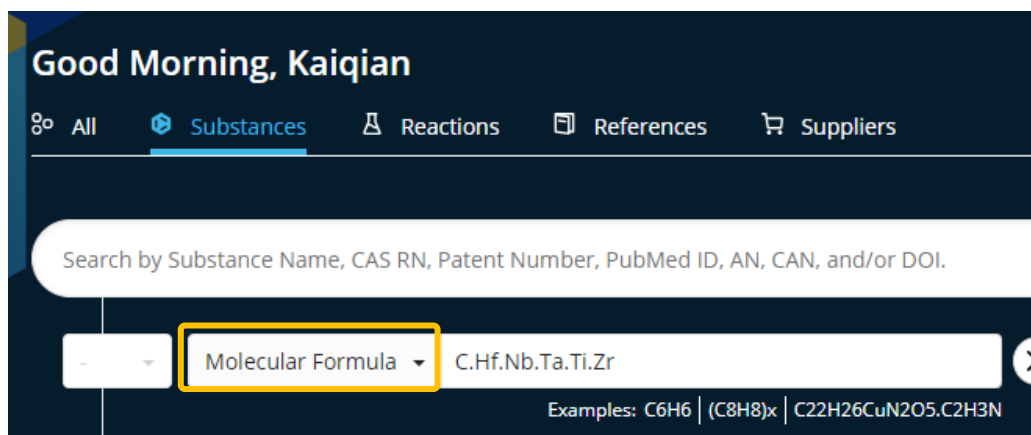 Good Morning, Kaiqian
All Substances Reactions References Suppliers
Search by Substance Name, CAS RN, Patent Number, PubMed ID, AN, CAN, and/or DOI.
- Molecular Formula C.Hf.Nb.Ta.Ti.Zr
Examples: C6H6 | (C8H8)x | C22H26CuN2O5.C2H3N